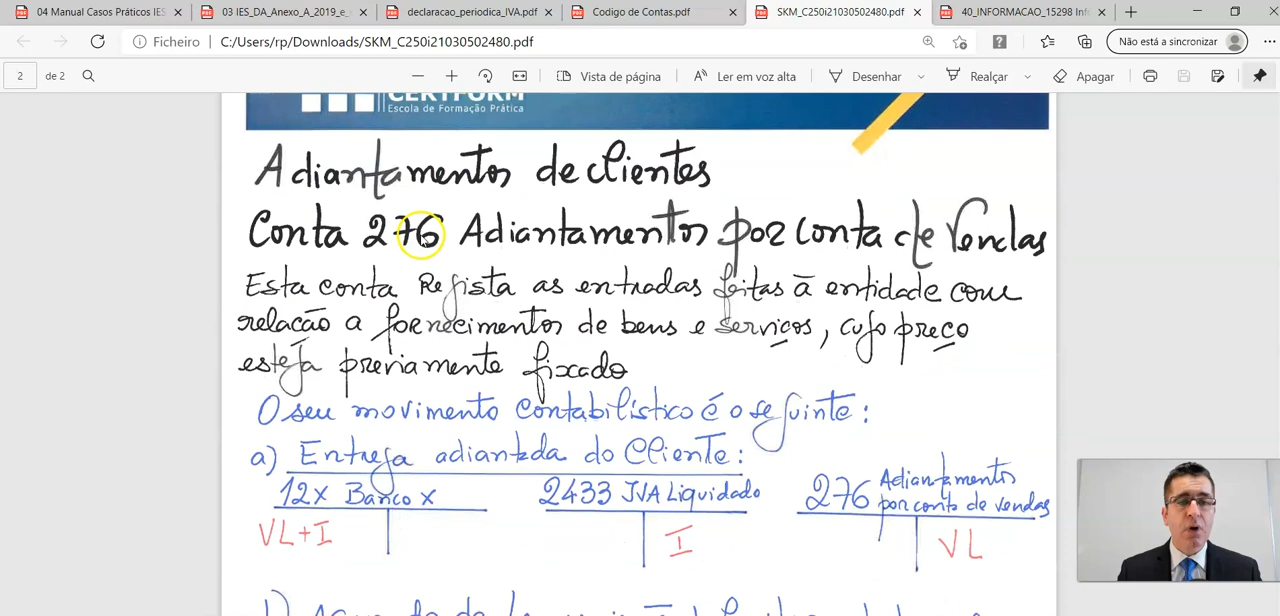 04 Manual Casos Práticos IES
03 IES_DA_Anexo_A_2019_e_
declaracao_periodica_IVA.pdf
Codigo de Contas.pdf
SKM_C250i21030502480.pdf
40_INFORMACAO_15298 Inf
Ficheiro
C:/Users/rp/Downloads/SKM_C250i21030502480.pdf
Não está a sincronizar
2
de 2
Vista de página
Ler em voz alta
Desenhar
Realçar
Apagar
CERTFORM
Escola de Formação Prática
Adiantamentos de clientes
Conta 276 Adiantamentos por conta de Vendas
Esta conta Regista as entradas feitas à entidade com
relação a fornecimentos de bens e serviços, cujo preço
esteja previamente fixado
O seu movimento contabilístico é o seguinte:
a) Entrega adiantada do Cliente:
12x Banco x
2433 IVA Liquidado
276 Adiantamentos
por conta de vendas
VL+I
I
VL